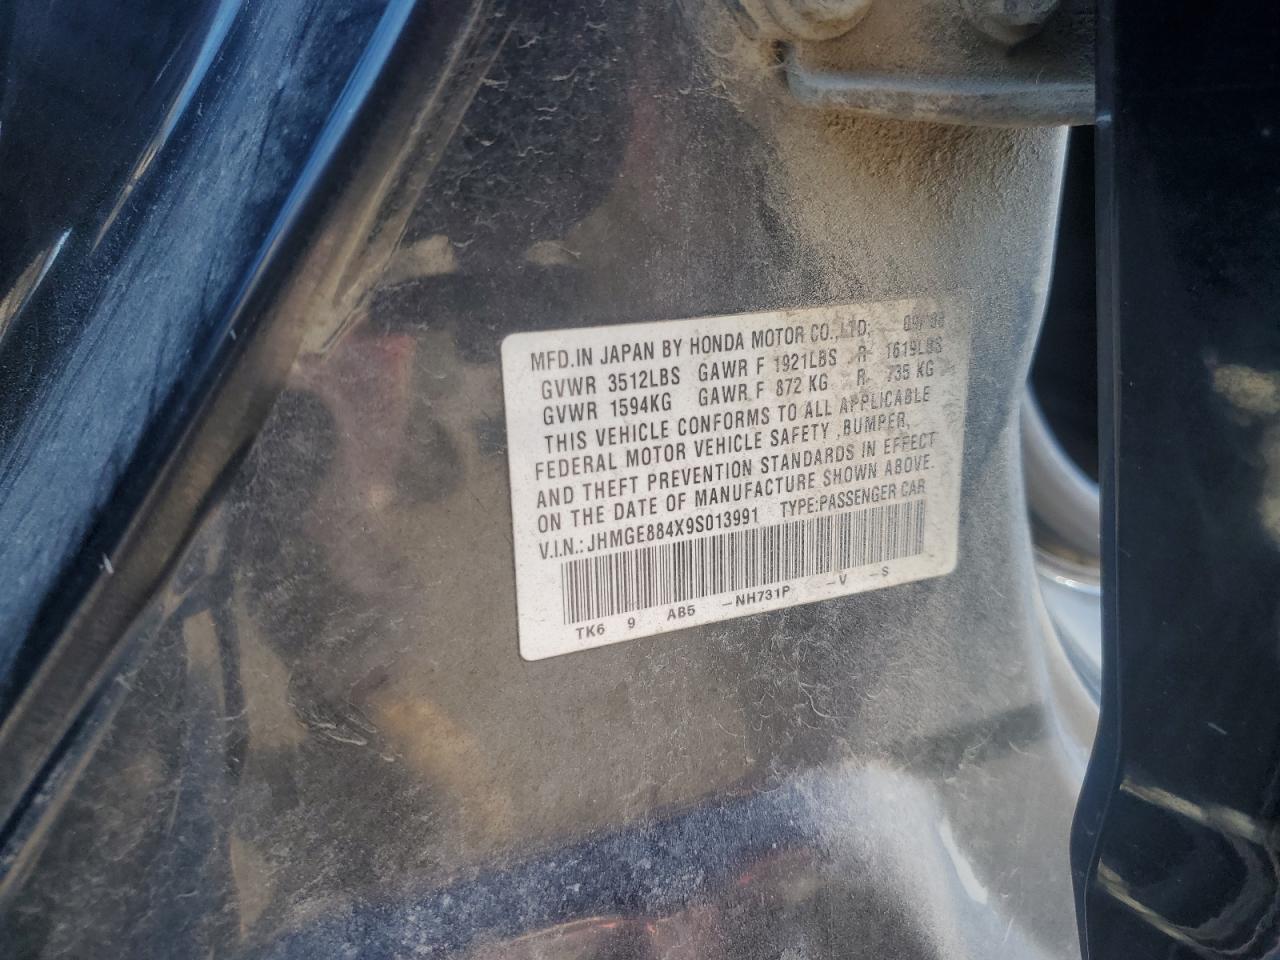 MFD.IN JAPAN BY HONDA MOTOR CO.,LTD.
GVWR 3512LBS GAWR F 1921LBS R 1619LBS
GVWR 1594KG GAWR F 872 KG R 735 KG
THIS VEHICLE CONFORMS TO ALL APPLICABLE
FEDERAL MOTOR VEHICLE SAFETY ,BUMPER,
AND THEFT PREVENTION STANDARDS IN EFFECT
ON THE DATE OF MANUFACTURE SHOWN ABOVE.
V.I.N.: JHMGE884X9S013991 TYPE:PASSENGER CAR
TK6 9 AB5 -NH731P -V -S